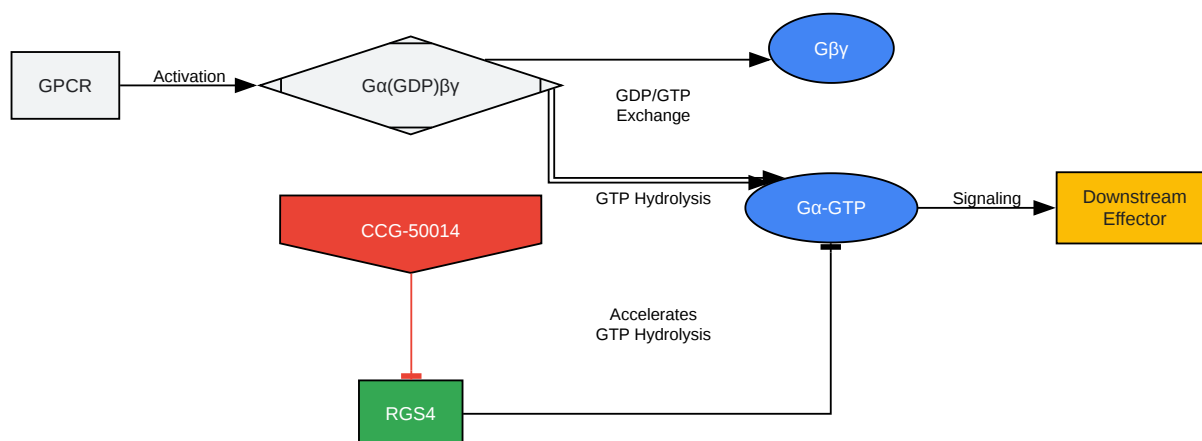 GPCR
Activation
Gα(GDP)βγ
Gβγ
GDP/GTP
Exchange
GTP Hydrolysis
Gα-GTP
Signaling
Downstream
Effector
CCG-50014
Accelerates
GTP Hydrolysis
RGS4